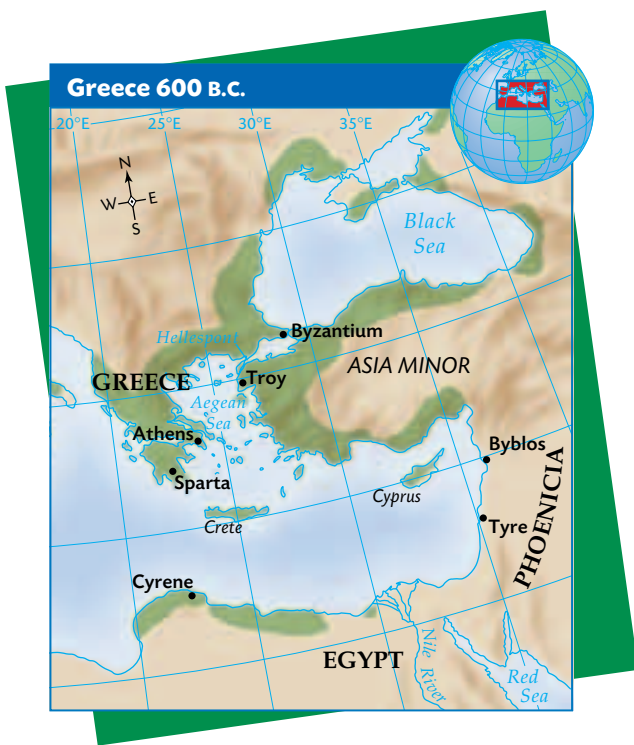 Greece 600 B.C.
20°E
25°E
30°E
35°E
N
W
E
S
Black
Sea
Hellespont
Byzantium
ASIA MINOR
GREECE
Troy
Aegean
Sea
Athens
Sparta
Byblos
Cyprus
Crete
Tyre
PHOENICIA
Cyrene
EGYPT
Nile River
Red
Sea